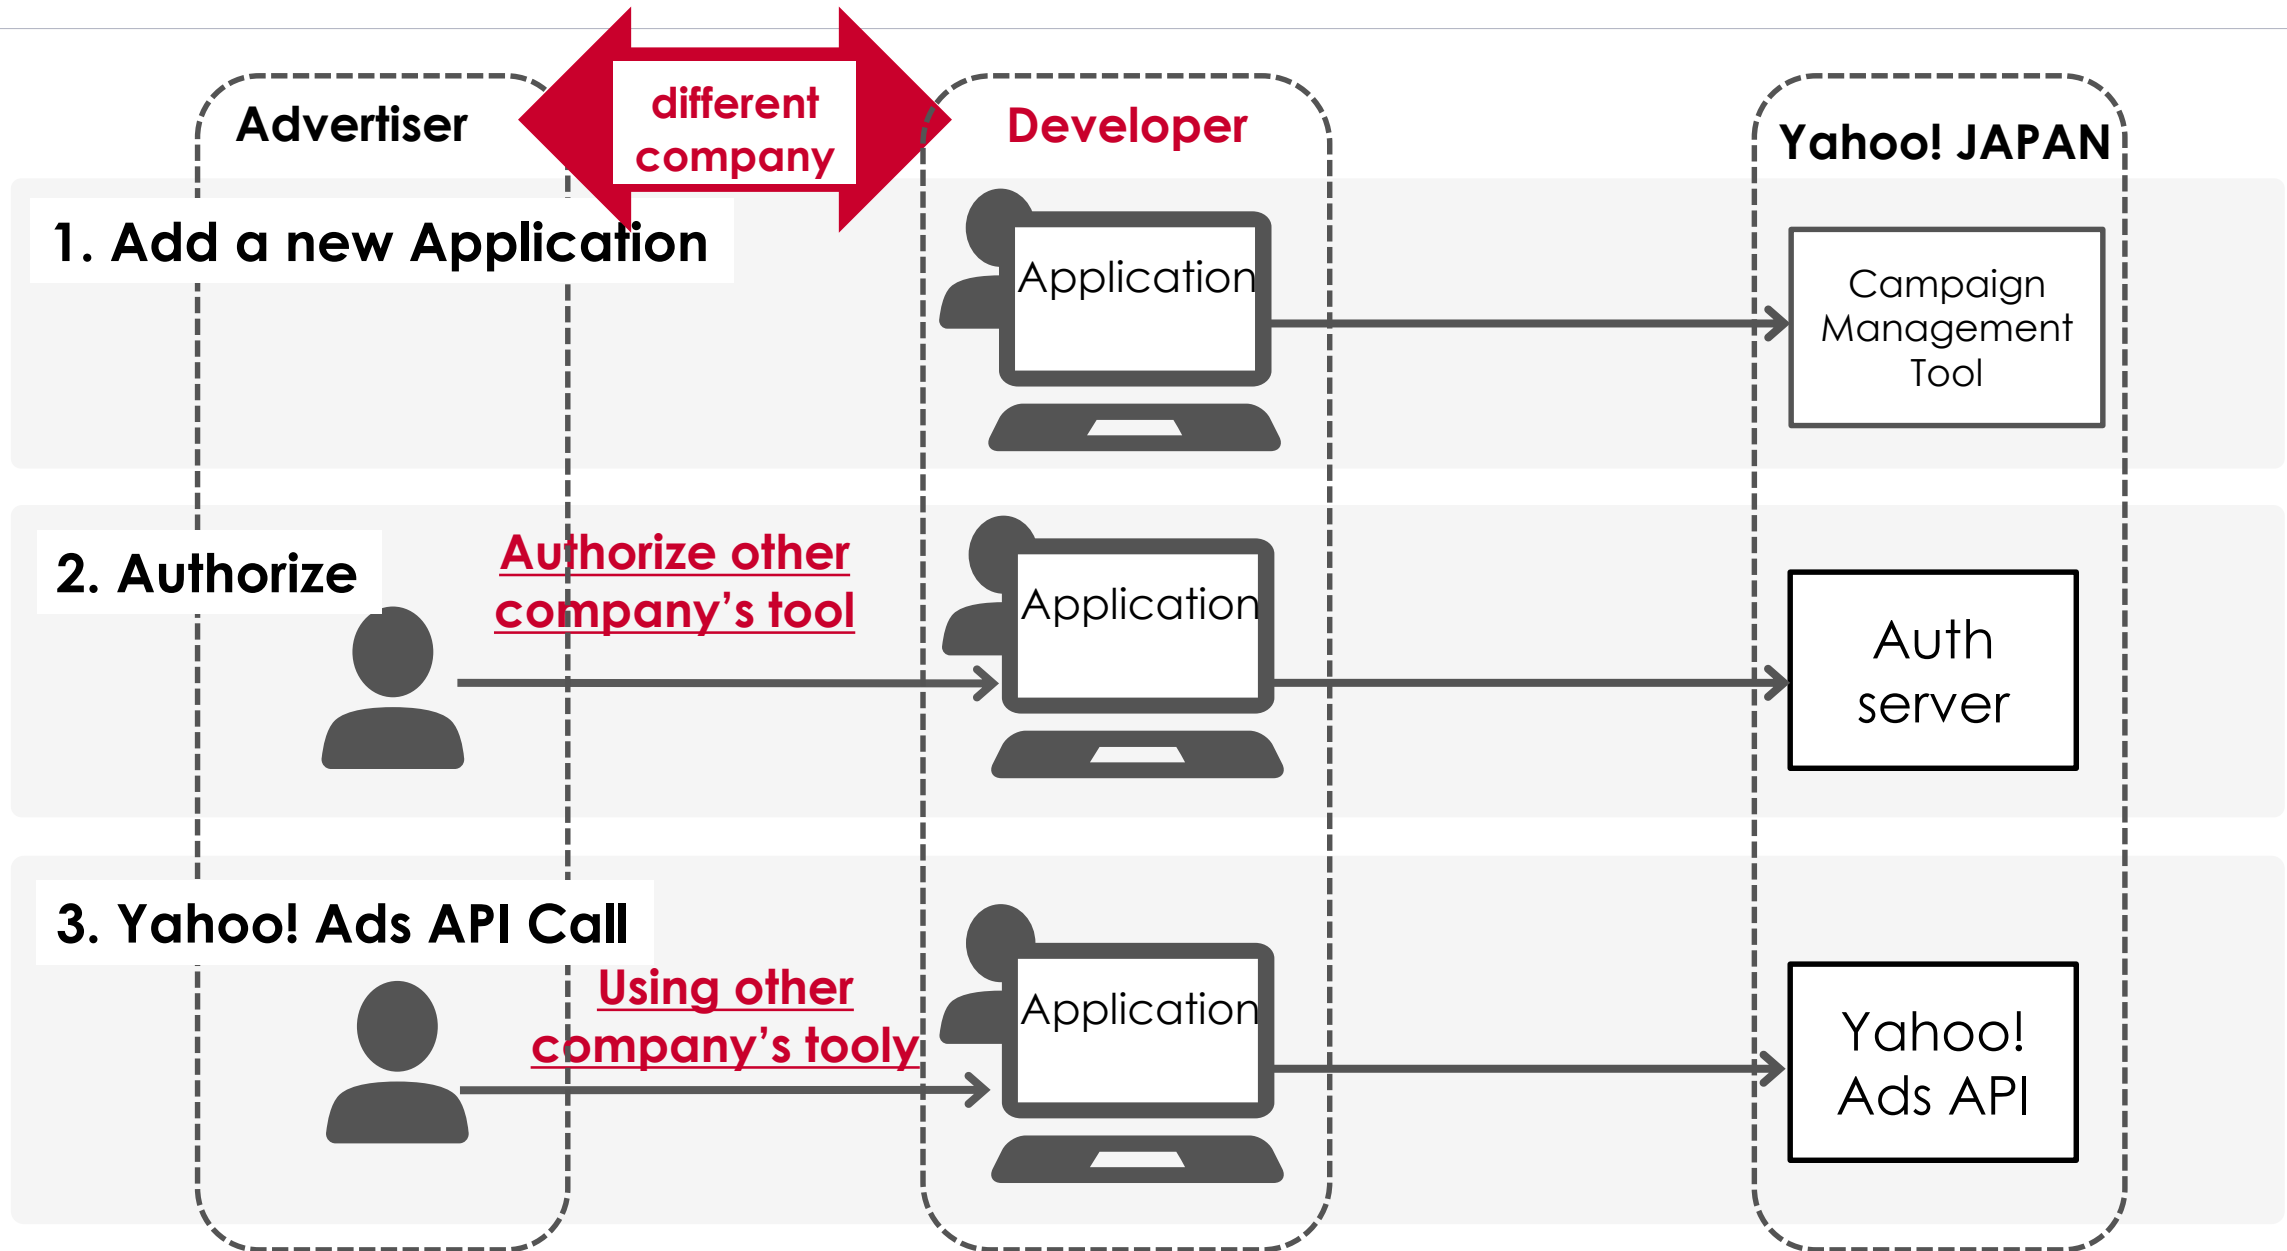 different
company
Advertiser
Developer
Yahoo! JAPAN
1. Add a new Application
Application
Campaign
Management
Tool
2. Authorize
Authorize other
company’s tool
Application
Auth
server
3. Yahoo! Ads API Call
Using other
company’s tooly
Application
Yahoo!
Ads API